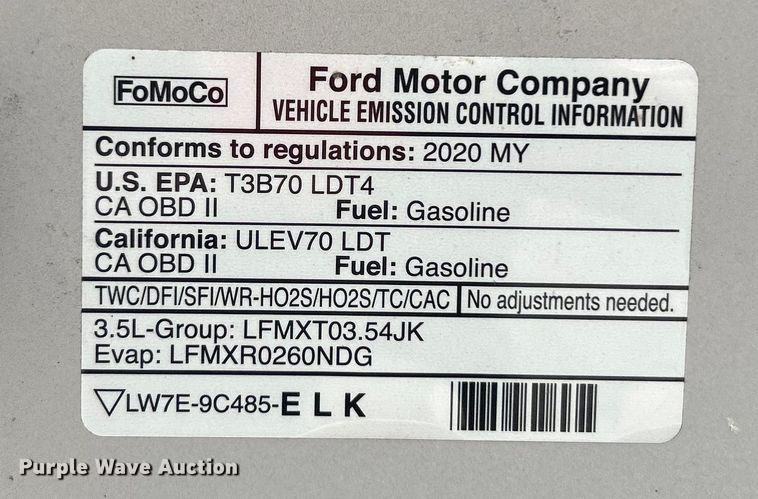 FoMoCo
Ford Motor Company
VEHICLE EMISSION CONTROL INFORMATION
Conforms to regulations: 2020 MY
U.S. EPA: T3B70 LDT4
CA OBD II Fuel: Gasoline
California: ULEV70 LDT
CA OBD II Fuel: Gasoline
TWC/DFI/SFI/WR-HO2S/HO2S/TC/CAC No adjustments needed.
3.5L-Group: LFMXT03.54JK
Evap: LFMXR0260NDG
LW7E-9C485-E L K
Purple Wave Auction